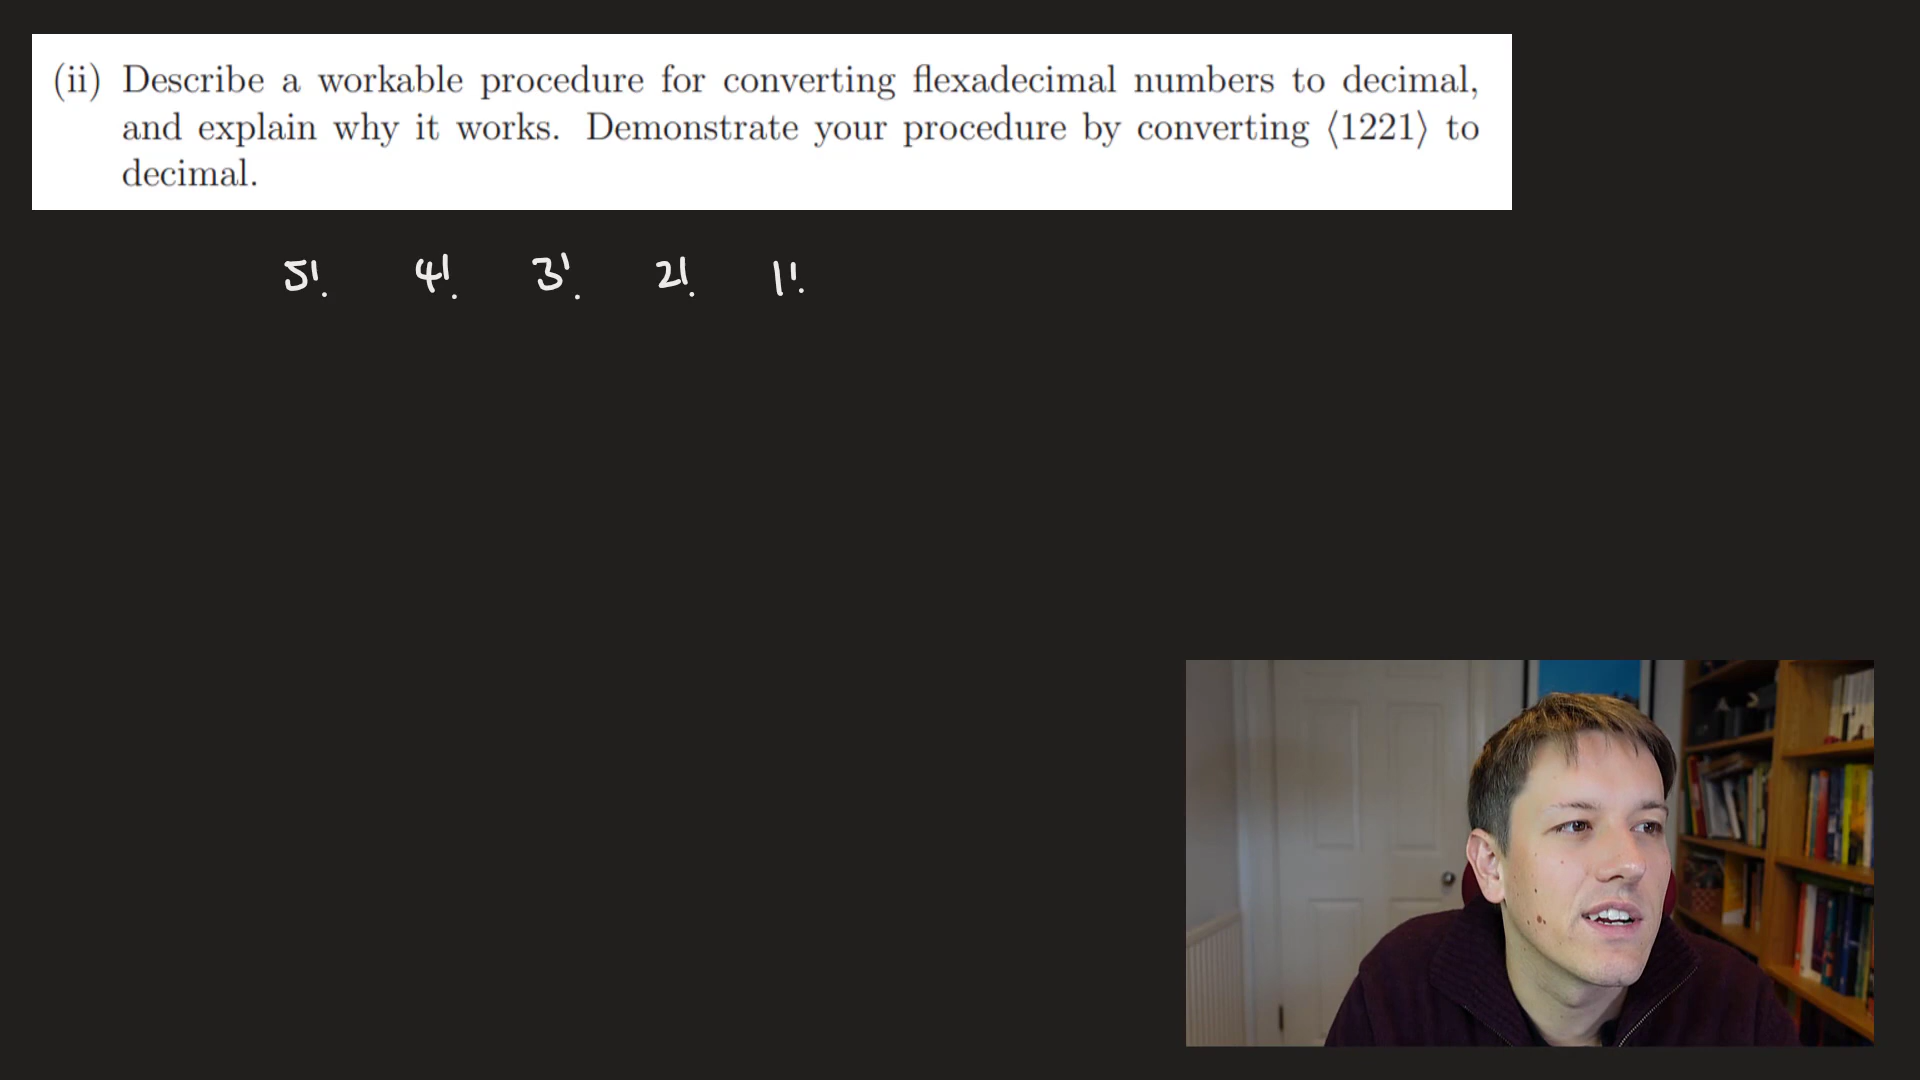 (ii) Describe a workable procedure for converting flexadecimal numbers to decimal,
and explain why it works. Demonstrate your procedure by converting ⟨1221⟩ to
decimal.
5! 4! 3! 2! 1!